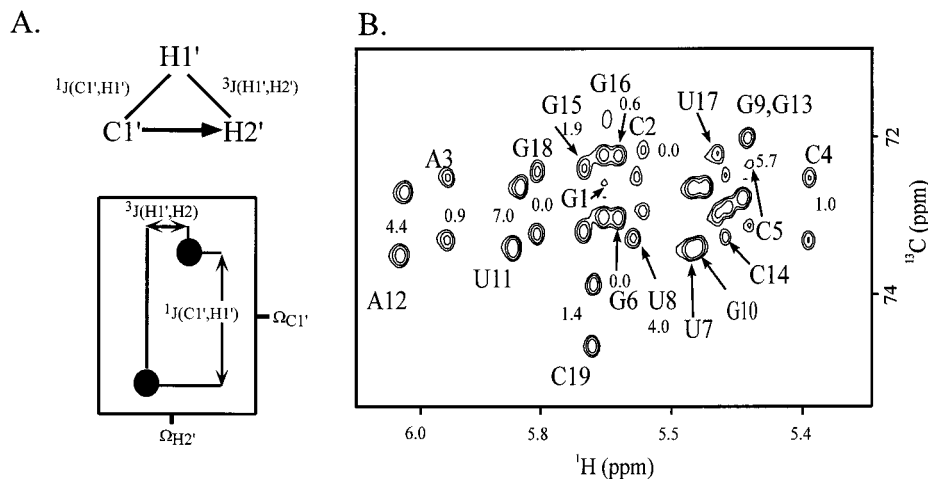 A.
H1'
1J(C1',H1')
3J(H1',H2')
C1'
H2'
3J(H1',H2)
1J(C1',H1')
ΩC1'
ΩH2'
B.
G16
G15
0.6
U17
G9,G13
1.9
C2
A3
G18
0.0
5.7
C4
72
G1
4.4
0.9
7.0
0.0
1.0
C5
A12
U11
0.0
G6
U8
C14
1.4
4.0
U7
G10
74
C19
13C (ppm)
6.0
5.8
5.5
5.4
1H (ppm)